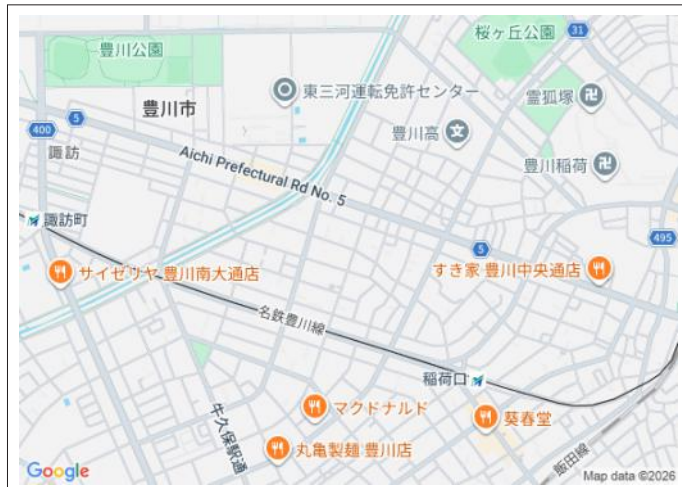 豊川公園
桜ヶ丘公園
31
東三河運転免許センター
霊狐塚
豊川市
5
400
豊川高
諏訪
豊川稲荷
Aichi Prefectural Rd No. 5
諏訪町
495
5
サイゼリヤ 豊川南大通店
すき家 豊川中央通店
名鉄豊川線
稲荷口
マクドナルド
葵春堂
牛久保駅通
丸亀製麺 豊川店
飯田線
Google
Map data ©2026